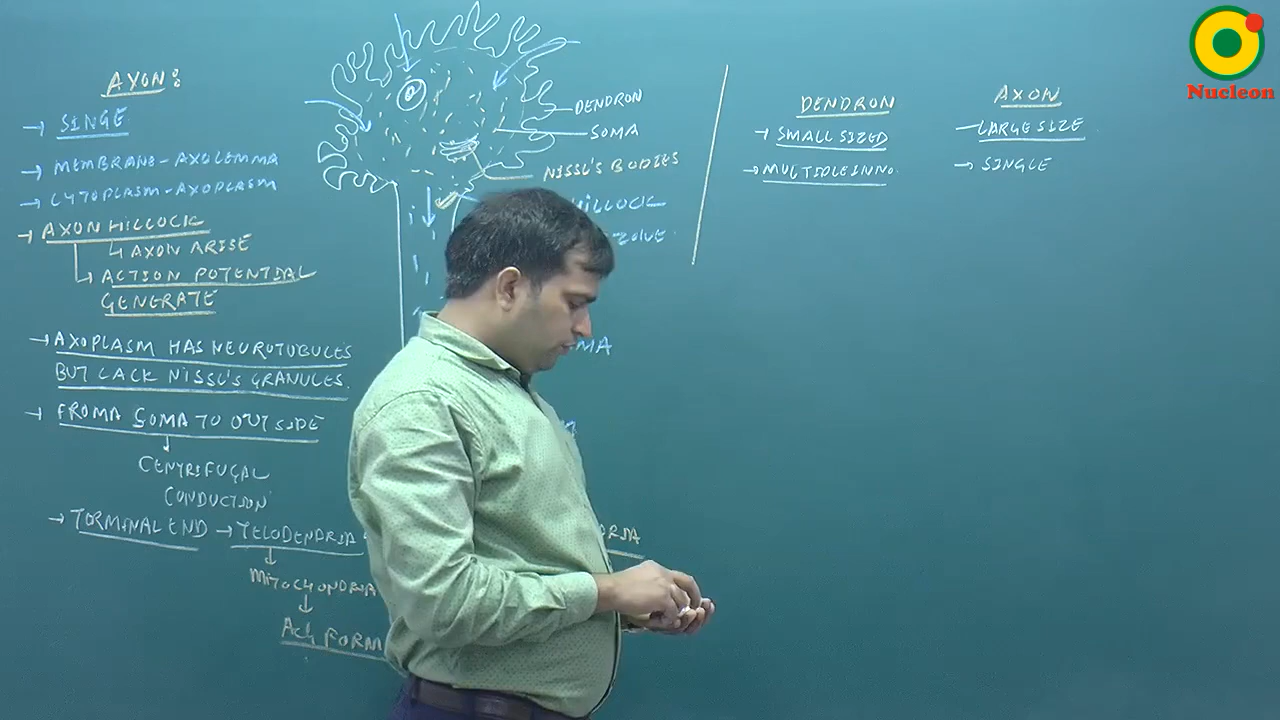 AXON:
→ SINGE
→ MEMBRANE-AXOLEMMA
→ CYTOPLASM-AXOPLASM
→ AXON HILLOCK
↳ AXON ARISE
→ ACTION POTENTIAL
GENERATE
→ AXOPLASM HAS NEUROTUBULES
BUT LACK NISSL'S GRANULES.
→ FROMA SOMA TO OUTSIDE
CENTRIFUGAL
CONDUCTION
→ TORMINAL END → TELODENDRIA
MITOCHONDRIA
Ach FORM
DENDRON
SOMA
NISSL'S BODIES
HILLOCK
MA
DRIA
DENDRON
→ SMALL SIZED
→ MULTIPLE IN NO.
AXON
→ LARGE SIZE
→ SINGLE
Nucleon